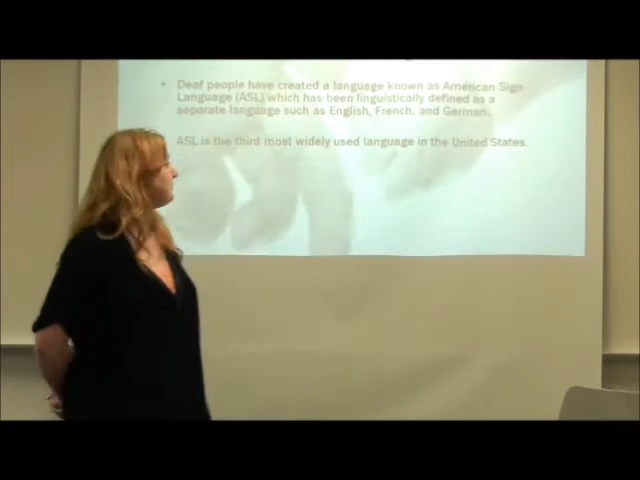 • Deaf people have created a language known as American Sign
Language (ASL) which has been linguistically defined as a
separate language such as English, French, and German.
ASL is the third most widely used language in the United States.